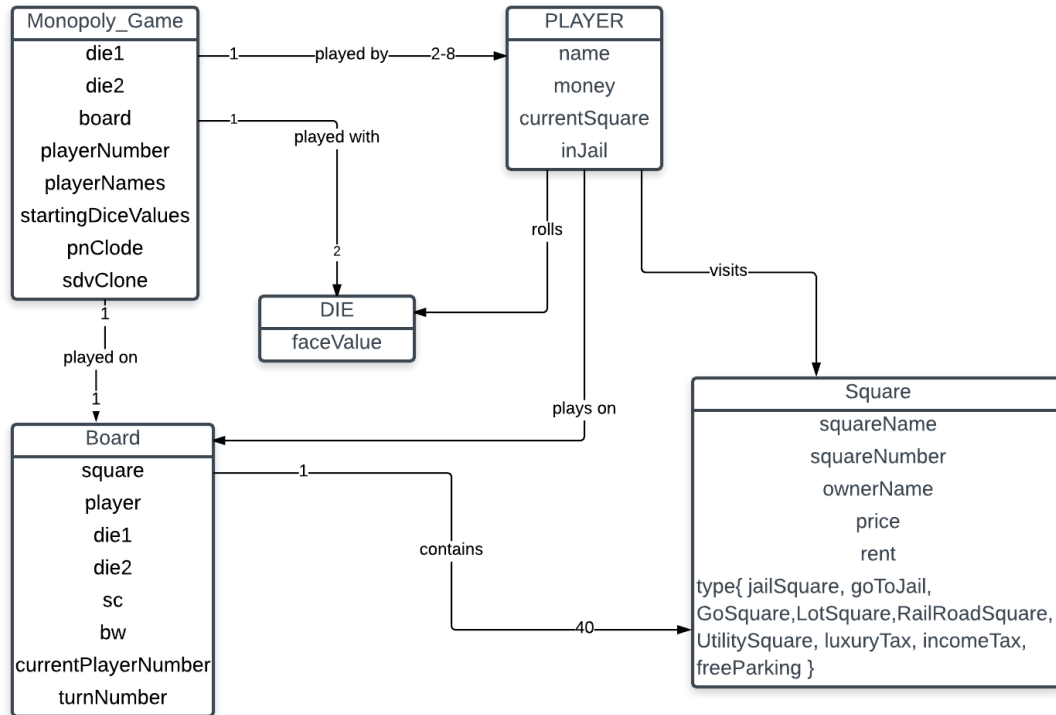 Monopoly_Game
die1
die2
board
playerNumber
playerNames
startingDiceValues
pnClode
sdvClone
1
played by
2-8
PLAYER
name
money
currentSquare
inJail
1
played with
2
DIE
faceValue
rolls
visits
plays on
1
played on
1
Board
square
player
die1
die2
sc
bw
currentPlayerNumber
turnNumber
1
contains
40
Square
squareName
squareNumber
ownerName
price
rent
type{ jailSquare, goToJail,
GoSquare,LotSquare,RailRoadSquare,
UtilitySquare, luxuryTax, incomeTax,
freeParking }